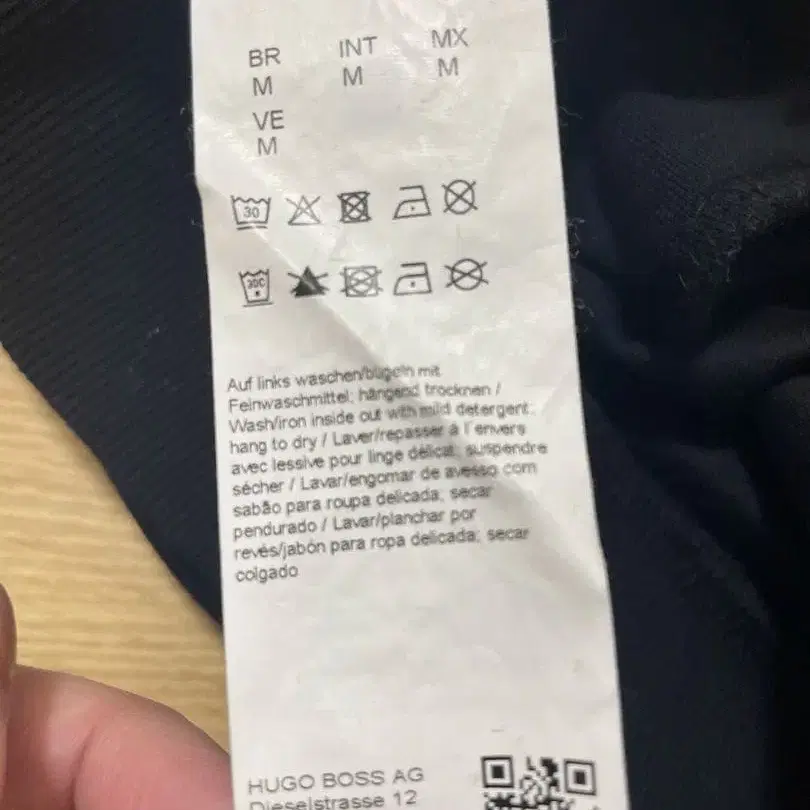 BR INT MX
M M M
VE
M
30
30C
Auf links waschen/bügeln mit
Feinwaschmittel; hängend trocknen /
Wash/iron inside out with mild detergent;
hang to dry / Laver/repasser à l'envers
avec lessive pour linge délicat; suspendre
sécher / Lavar/engomar de avesso com
sabão para roupa delicada; secar
pendurado / Lavar/planchar por
revés/jabón para ropa delicada; secar
colgado
HUGO BOSS AG
Dieselstrasse 12